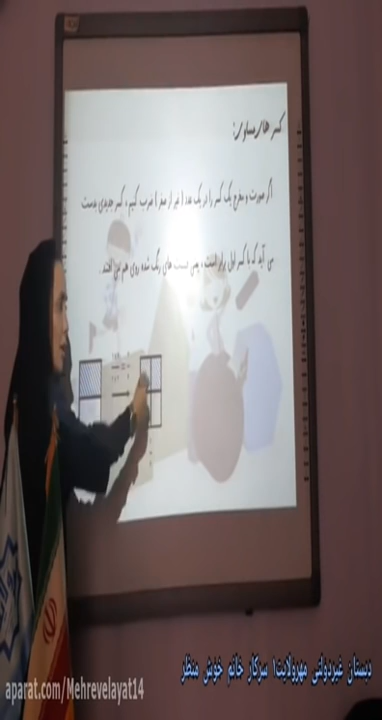 کسر های مساوی:
اگر صورت و مخرج یک کسر را در یک عدد (غیر از صفر) ضرب کنیم، کسر جدیدی بدست
می آید که با کسر اول برابر است، یعنی قسمت های رنگ شده روی هم می افتند.
دبستان غیردولتی مهرولایت۱ سرکار خانم خوش منظر
aparat.com/Mehrevelayat14